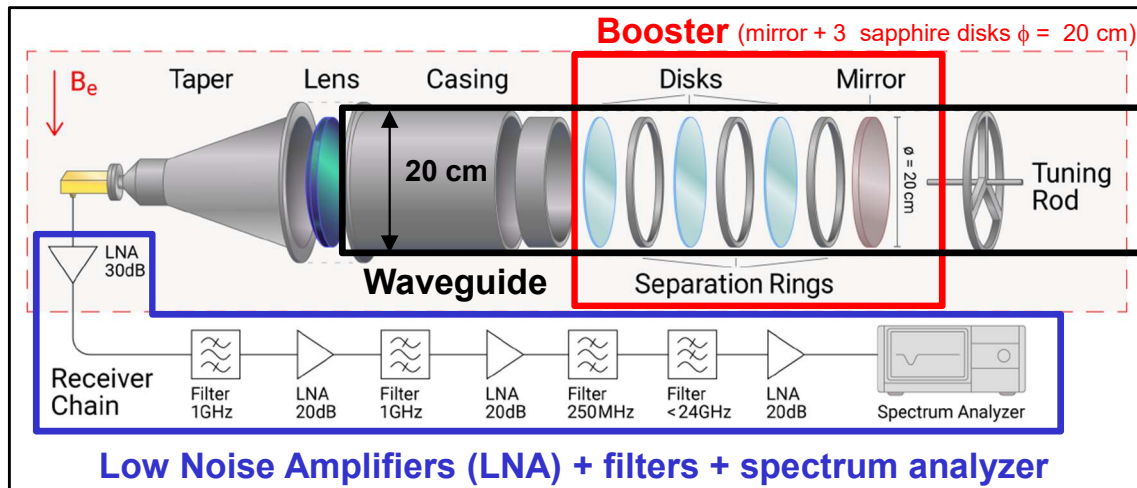 Booster (mirror + 3 sapphire disks ϕ = 20 cm)
Be
Taper
Lens
Casing
Disks
Mirror
20 cm
ø = 20 cm
Tuning
Rod
Waveguide
Separation Rings
LNA
30dB
Receiver
Chain
Filter
1GHz
LNA
20dB
Filter
1GHz
LNA
20dB
Filter
250MHz
Filter
<24GHz
LNA
20dB
Spectrum Analyzer
Low Noise Amplifiers (LNA) + filters + spectrum analyzer